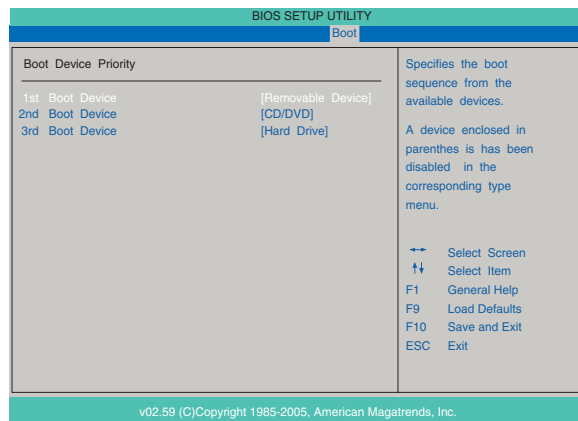 BIOS SETUP UTILITY
Boot
Boot Device Priority
1st Boot Device [Removable Device]
2nd Boot Device [CD/DVD]
3rd Boot Device [Hard Drive]
Specifies the boot
sequence from the
available devices.
A device enclosed in
parenthes is has been
disabled in the
corresponding type
menu.
↔ Select Screen
↑↓ Select Item
F1 General Help
F9 Load Defaults
F10 Save and Exit
ESC Exit
v02.59 (C)Copyright 1985-2005, American Magatrends, Inc.